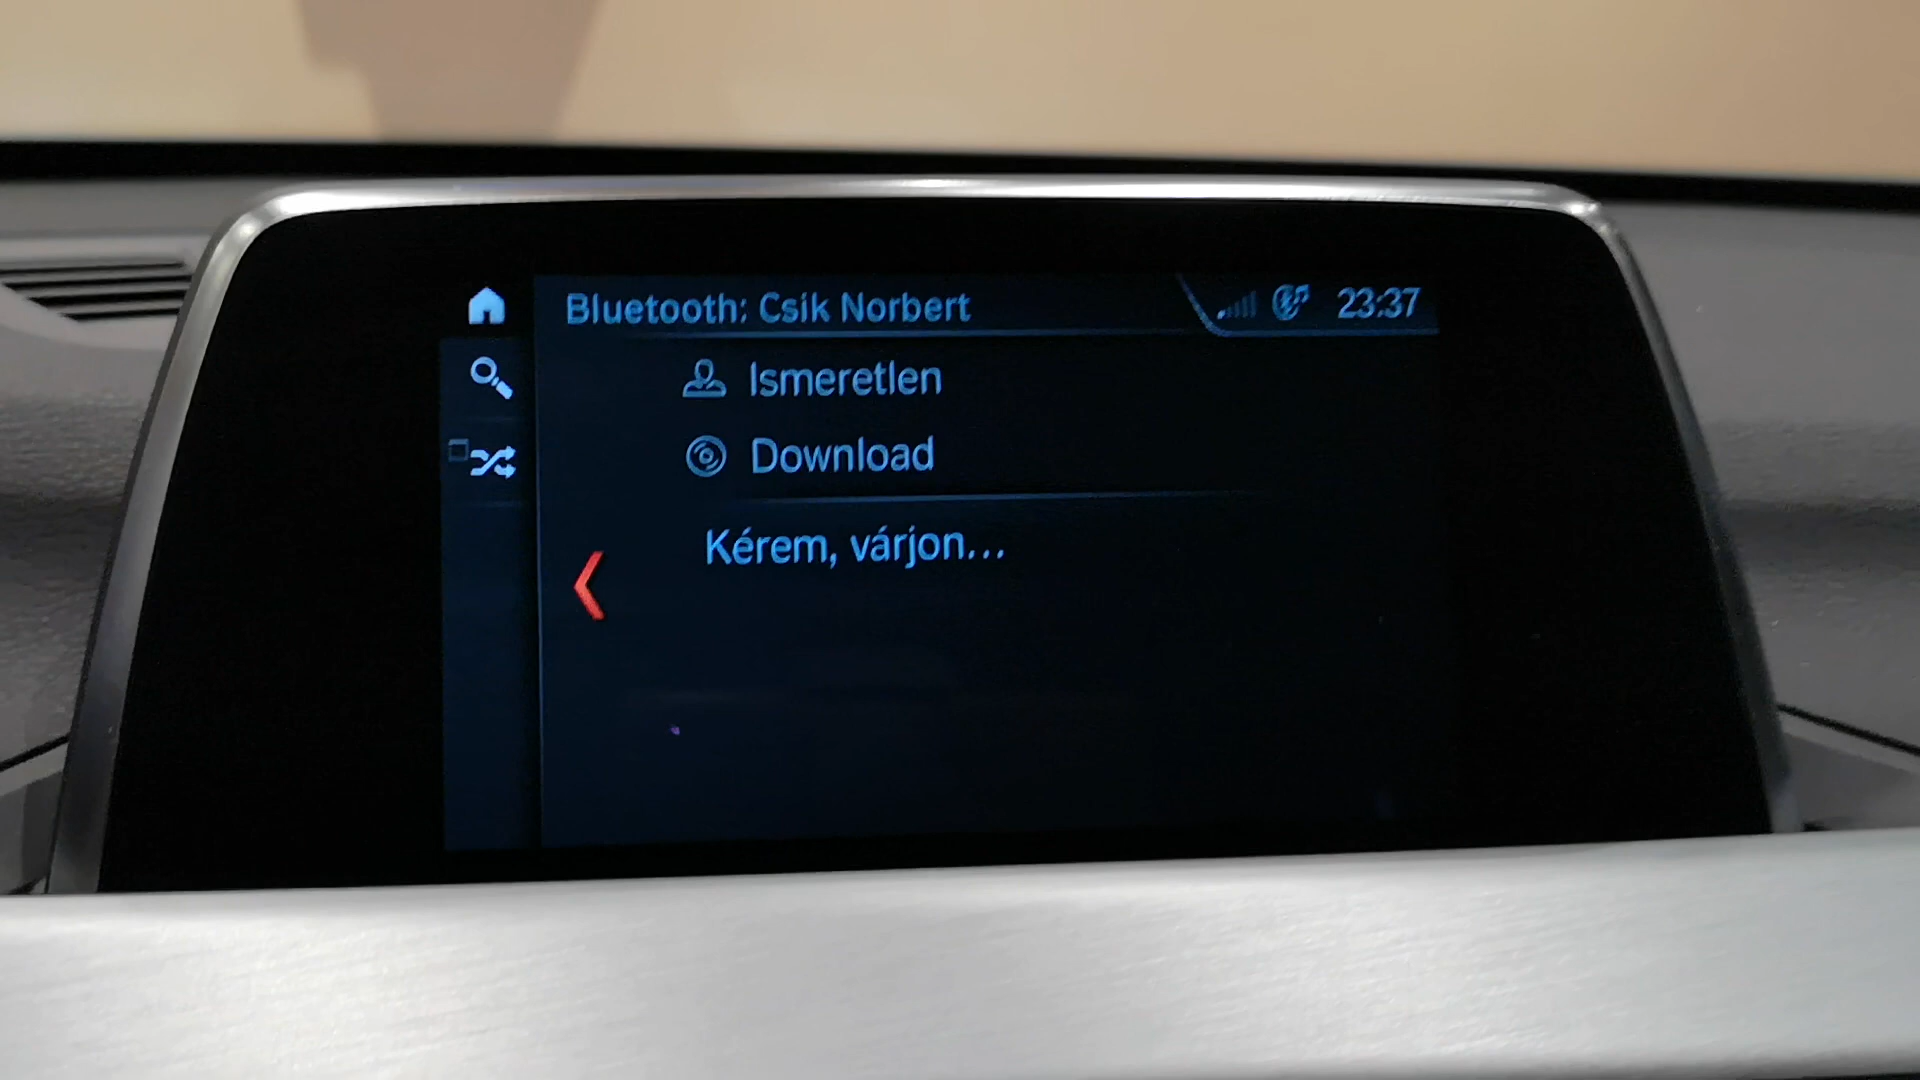 Bluetooth: Csík Norbert
23:37
Ismeretlen
Download
Kérem, várjon...